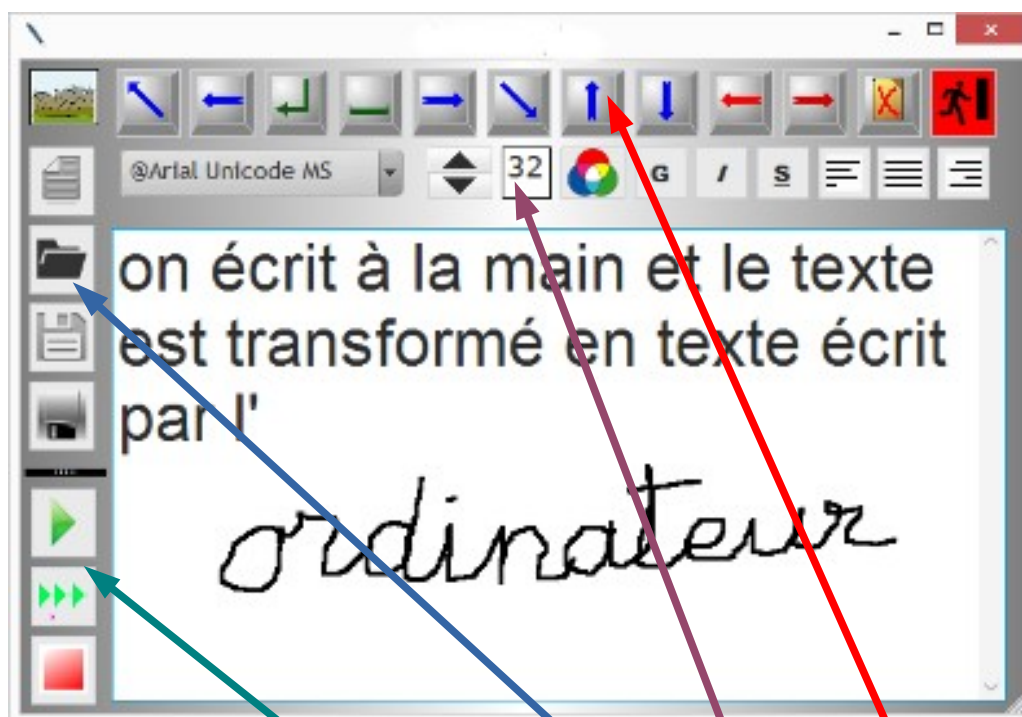 @Arial Unicode MS 32 G I S
on écrit à la main et le texte
est transformé en texte écrit
par l'
ordinateur